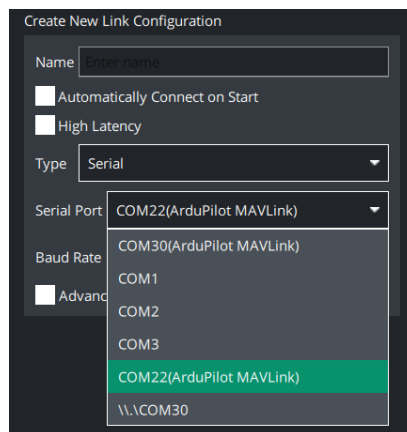 Create New Link Configuration
Name Enter name
Automatically Connect on Start
High Latency
Type Serial
Serial Port COM22(ArduPilot MAVLink)
COM30(ArduPilot MAVLink)
Baud Rate
COM1
Advanc
COM2
COM3
COM22(ArduPilot MAVLink)
\\.\COM30